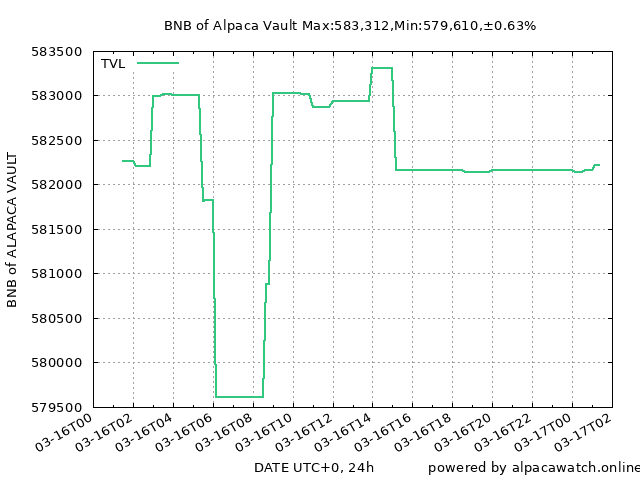 BNB of Alpaca Vault Max:583,312,Min:579,610,±0.63%
TVL
583500
583000
582500
582000
581500
581000
580500
580000
579500
BNB of ALAPACA VAULT
03-16T00
03-16T02
03-16T04
03-16T06
03-16T08
03-16T10
03-16T12
03-16T14
03-16T16
03-16T18
03-16T20
03-16T22
03-17T00
03-17T02
DATE UTC+0, 24h
powered by alpacawatch.online